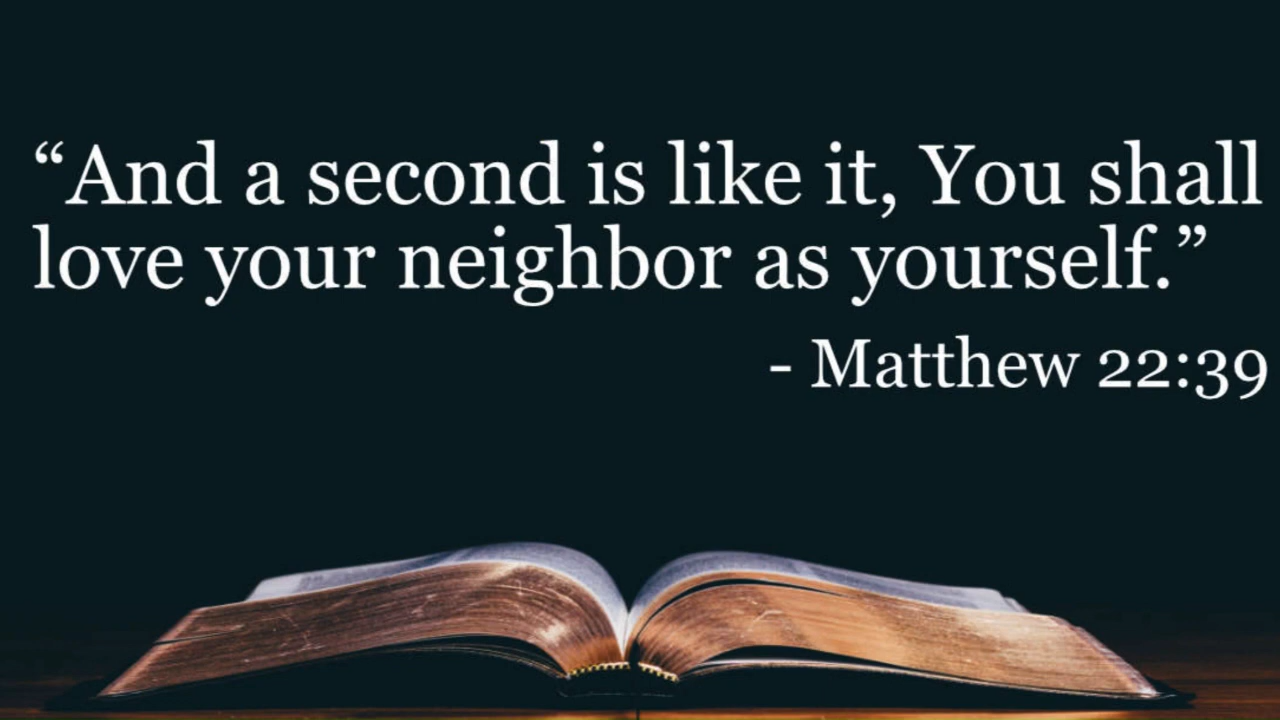 “And a second is like it, You shall
love your neighbor as yourself.”
- Matthew 22:39